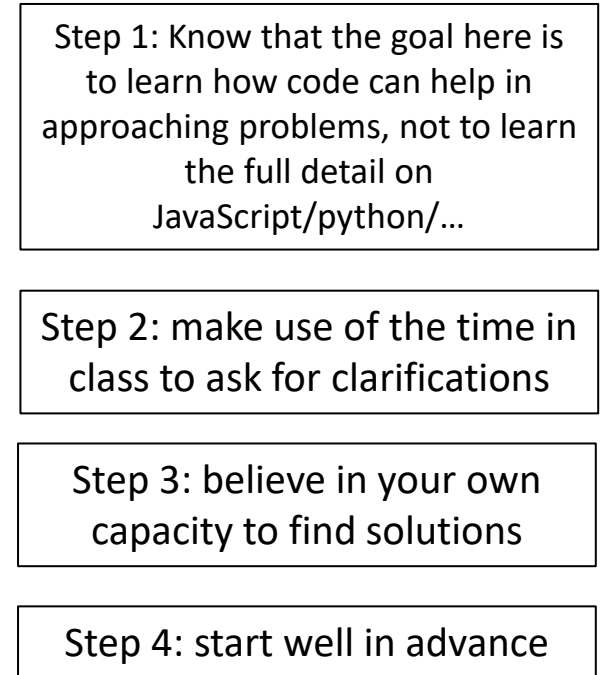 Step 1: Know that the goal here is
to learn how code can help in
approaching problems, not to learn
the full detail on
JavaScript/python/…
Step 2: make use of the time in
class to ask for clarifications
Step 3: believe in your own
capacity to find solutions
Step 4: start well in advance